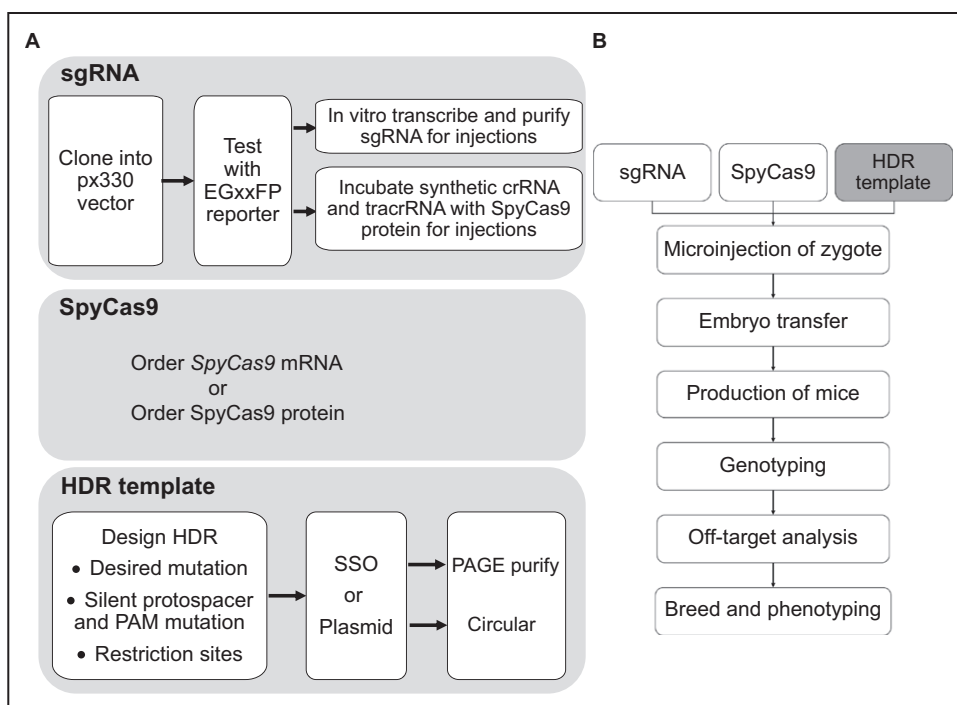 A
sgRNA
Clone into
px330
vector
Test
with
EGxxFP
reporter
In vitro transcribe and purify
sgRNA for injections
Incubate synthetic crRNA
and tracrRNA with SpyCas9
protein for injections
SpyCas9
Order SpyCas9 mRNA
or
Order SpyCas9 protein
HDR template
Design HDR
• Desired mutation
• Silent protospacer
and PAM mutation
• Restriction sites
SSO
or
Plasmid
PAGE purify
Circular
B
sgRNA
SpyCas9
HDR
template
Microinjection of zygote
Embryo transfer
Production of mice
Genotyping
Off-target analysis
Breed and phenotyping